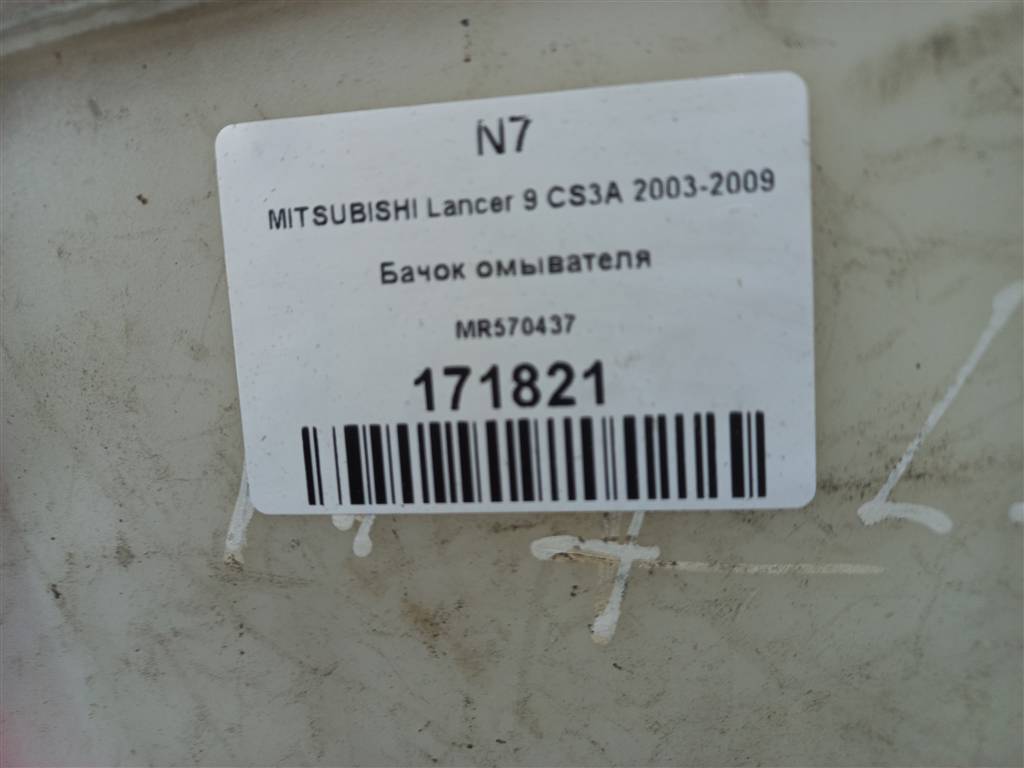 N7
MITSUBISHI Lancer 9 CS3A 2003-2009
Бачок омывателя
MR570437
171821